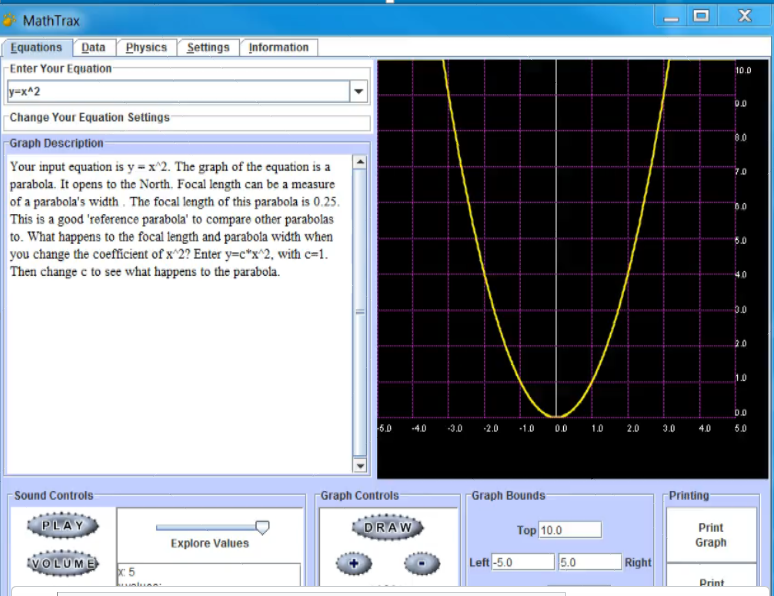 MathTrax
Equations Data Physics Settings Information
Enter Your Equation
y=x^2
Change Your Equation Settings
Graph Description
Your input equation is y = x^2. The graph of the equation is a
parabola. It opens to the North. Focal length can be a measure
of a parabola's width . The focal length of this parabola is 0.25.
This is a good 'reference parabola' to compare other parabolas
to. What happens to the focal length and parabola width when
you change the coefficient of x^2? Enter y=c*x^2, with c=1.
Then change c to see what happens to the parabola.
10.0
9.0
8.0
7.0
6.0
5.0
4.0
3.0
2.0
1.0
0.0
-5.0 -4.0 -3.0 -2.0 -1.0 0.0 1.0 2.0 3.0 4.0 5.0
Sound Controls
PLAY
VOLUME
Explore Values
x: 5
Graph Controls
DRAW
+ -
Graph Bounds
Top 10.0
Left -5.0 5.0 Right
Printing
Print
Graph
Print